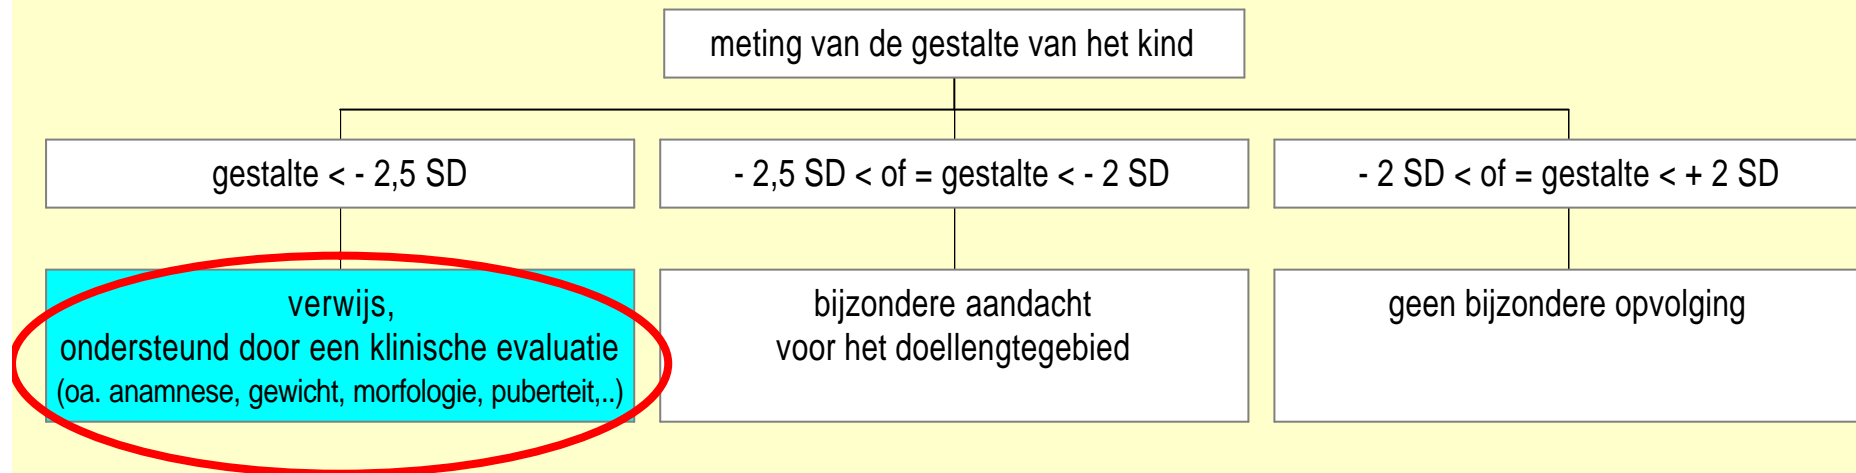 meting van de gestalte van het kind
gestalte < - 2,5 SD
- 2,5 SD < of = gestalte < - 2 SD
- 2 SD < of = gestalte < + 2 SD
verwijs,
ondersteund door een klinische evaluatie
(oa. anamnese, gewicht, morfologie, puberteit,..)
bijzondere aandacht
voor het doellengtegebied
geen bijzondere opvolging